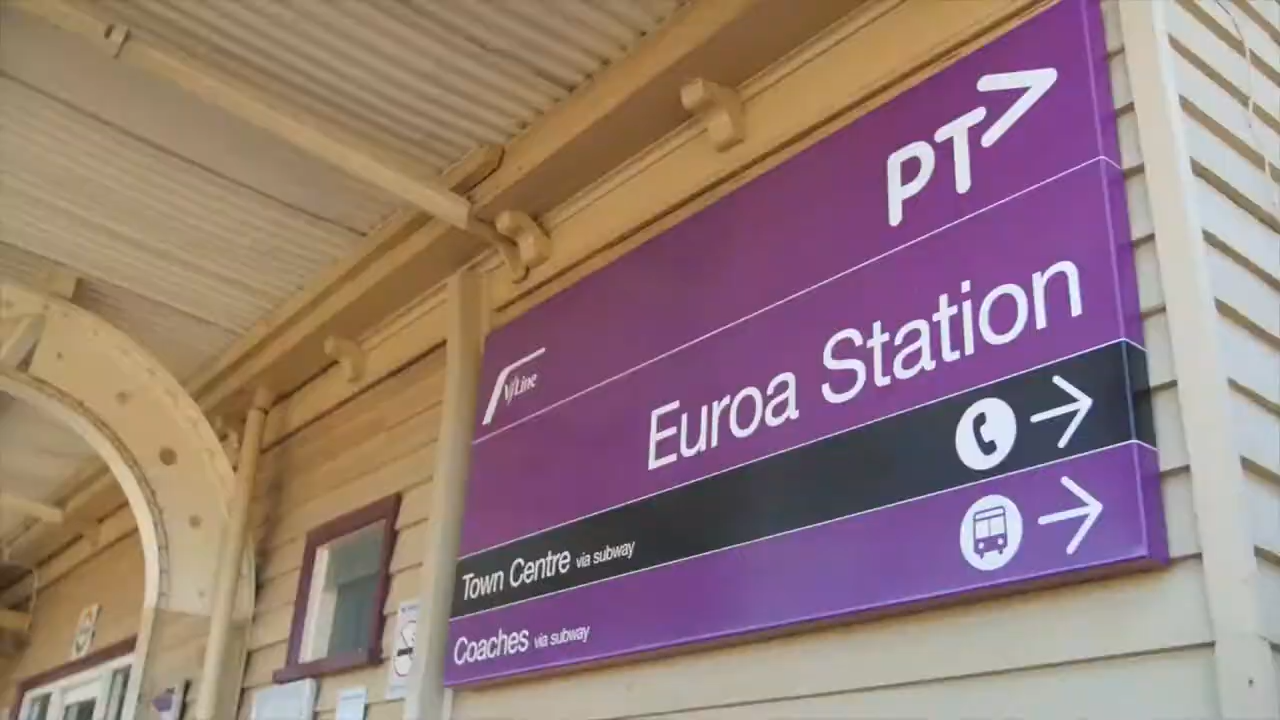 PT
V/Line
Euroa Station
Town Centre via subway
Coaches via subway